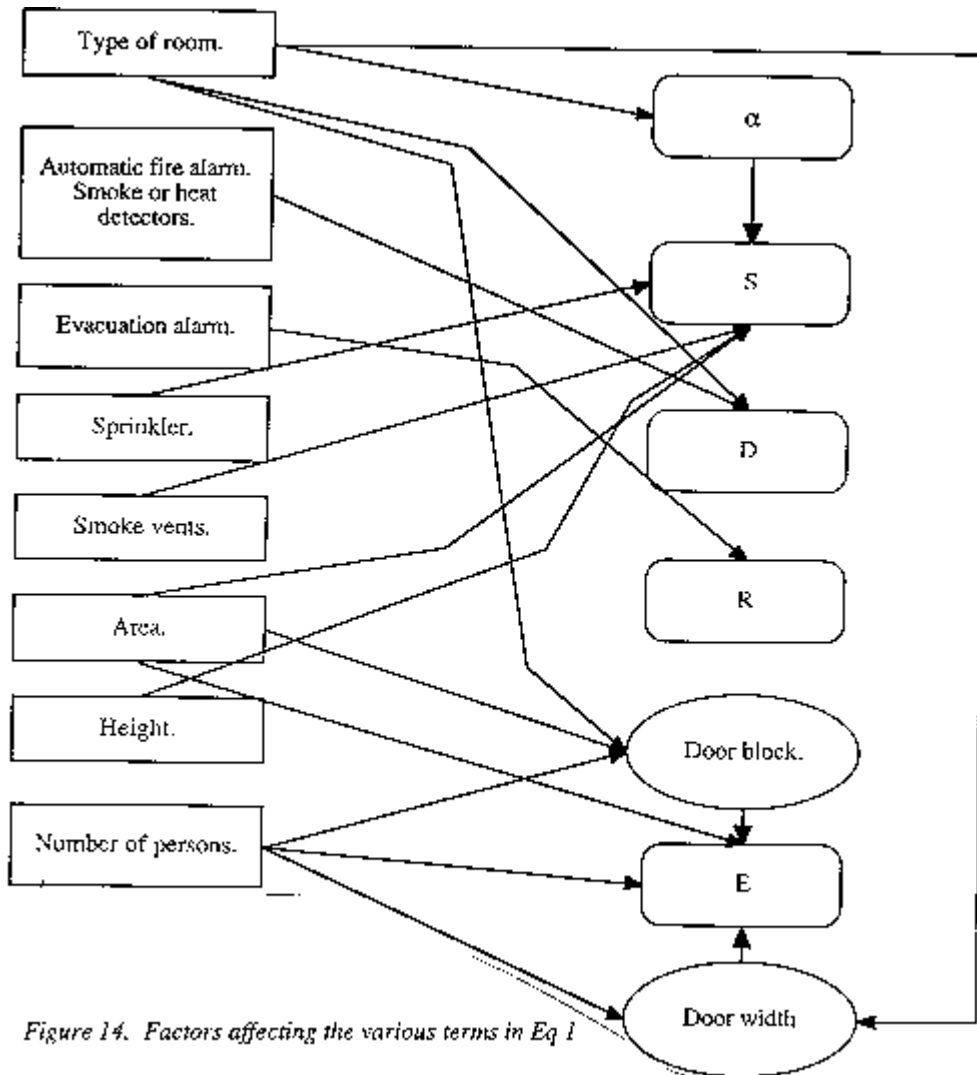 Type of room.
α
Automatic fire alarm.
Smoke or heat
detectors.
S
Evacuation alarm.
Sprinkler.
D
Smoke vents.
R
Area.
Height.
Door block.
Number of persons.
E
Door width
Figure 14. Factors affecting the various terms in Eq 1